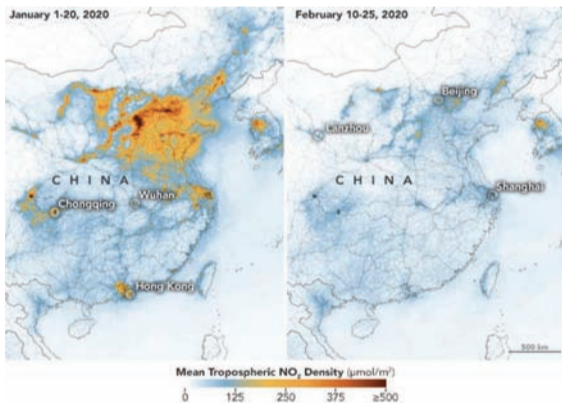 January 1-20, 2020
February 10-25, 2020
Beijing
Lanzhou
CHINA
CHINA
Wuhan
Chongqing
Shanghai
Hong Kong
500 km
Mean Tropospheric NO₂ Density (µmol/m²)
0 125 250 375 ≥500